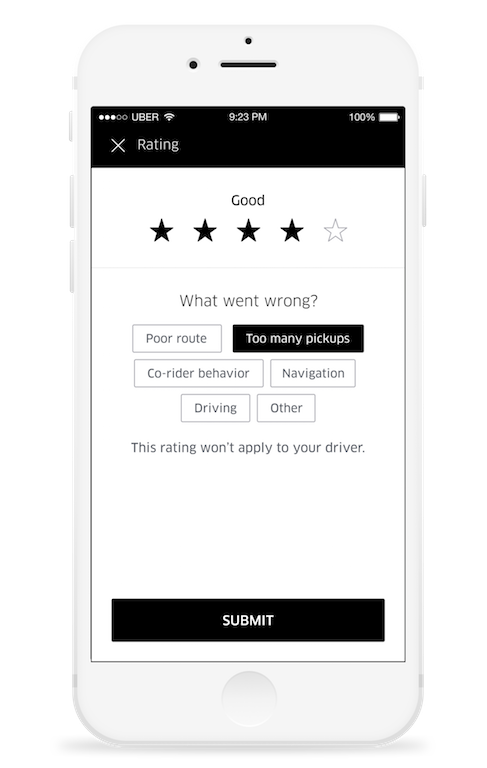 UBER 9:23 PM 100%
Rating
Good
What went wrong?
Poor route Too many pickups
Co-rider behavior Navigation
Driving Other
This rating won't apply to your driver.
SUBMIT